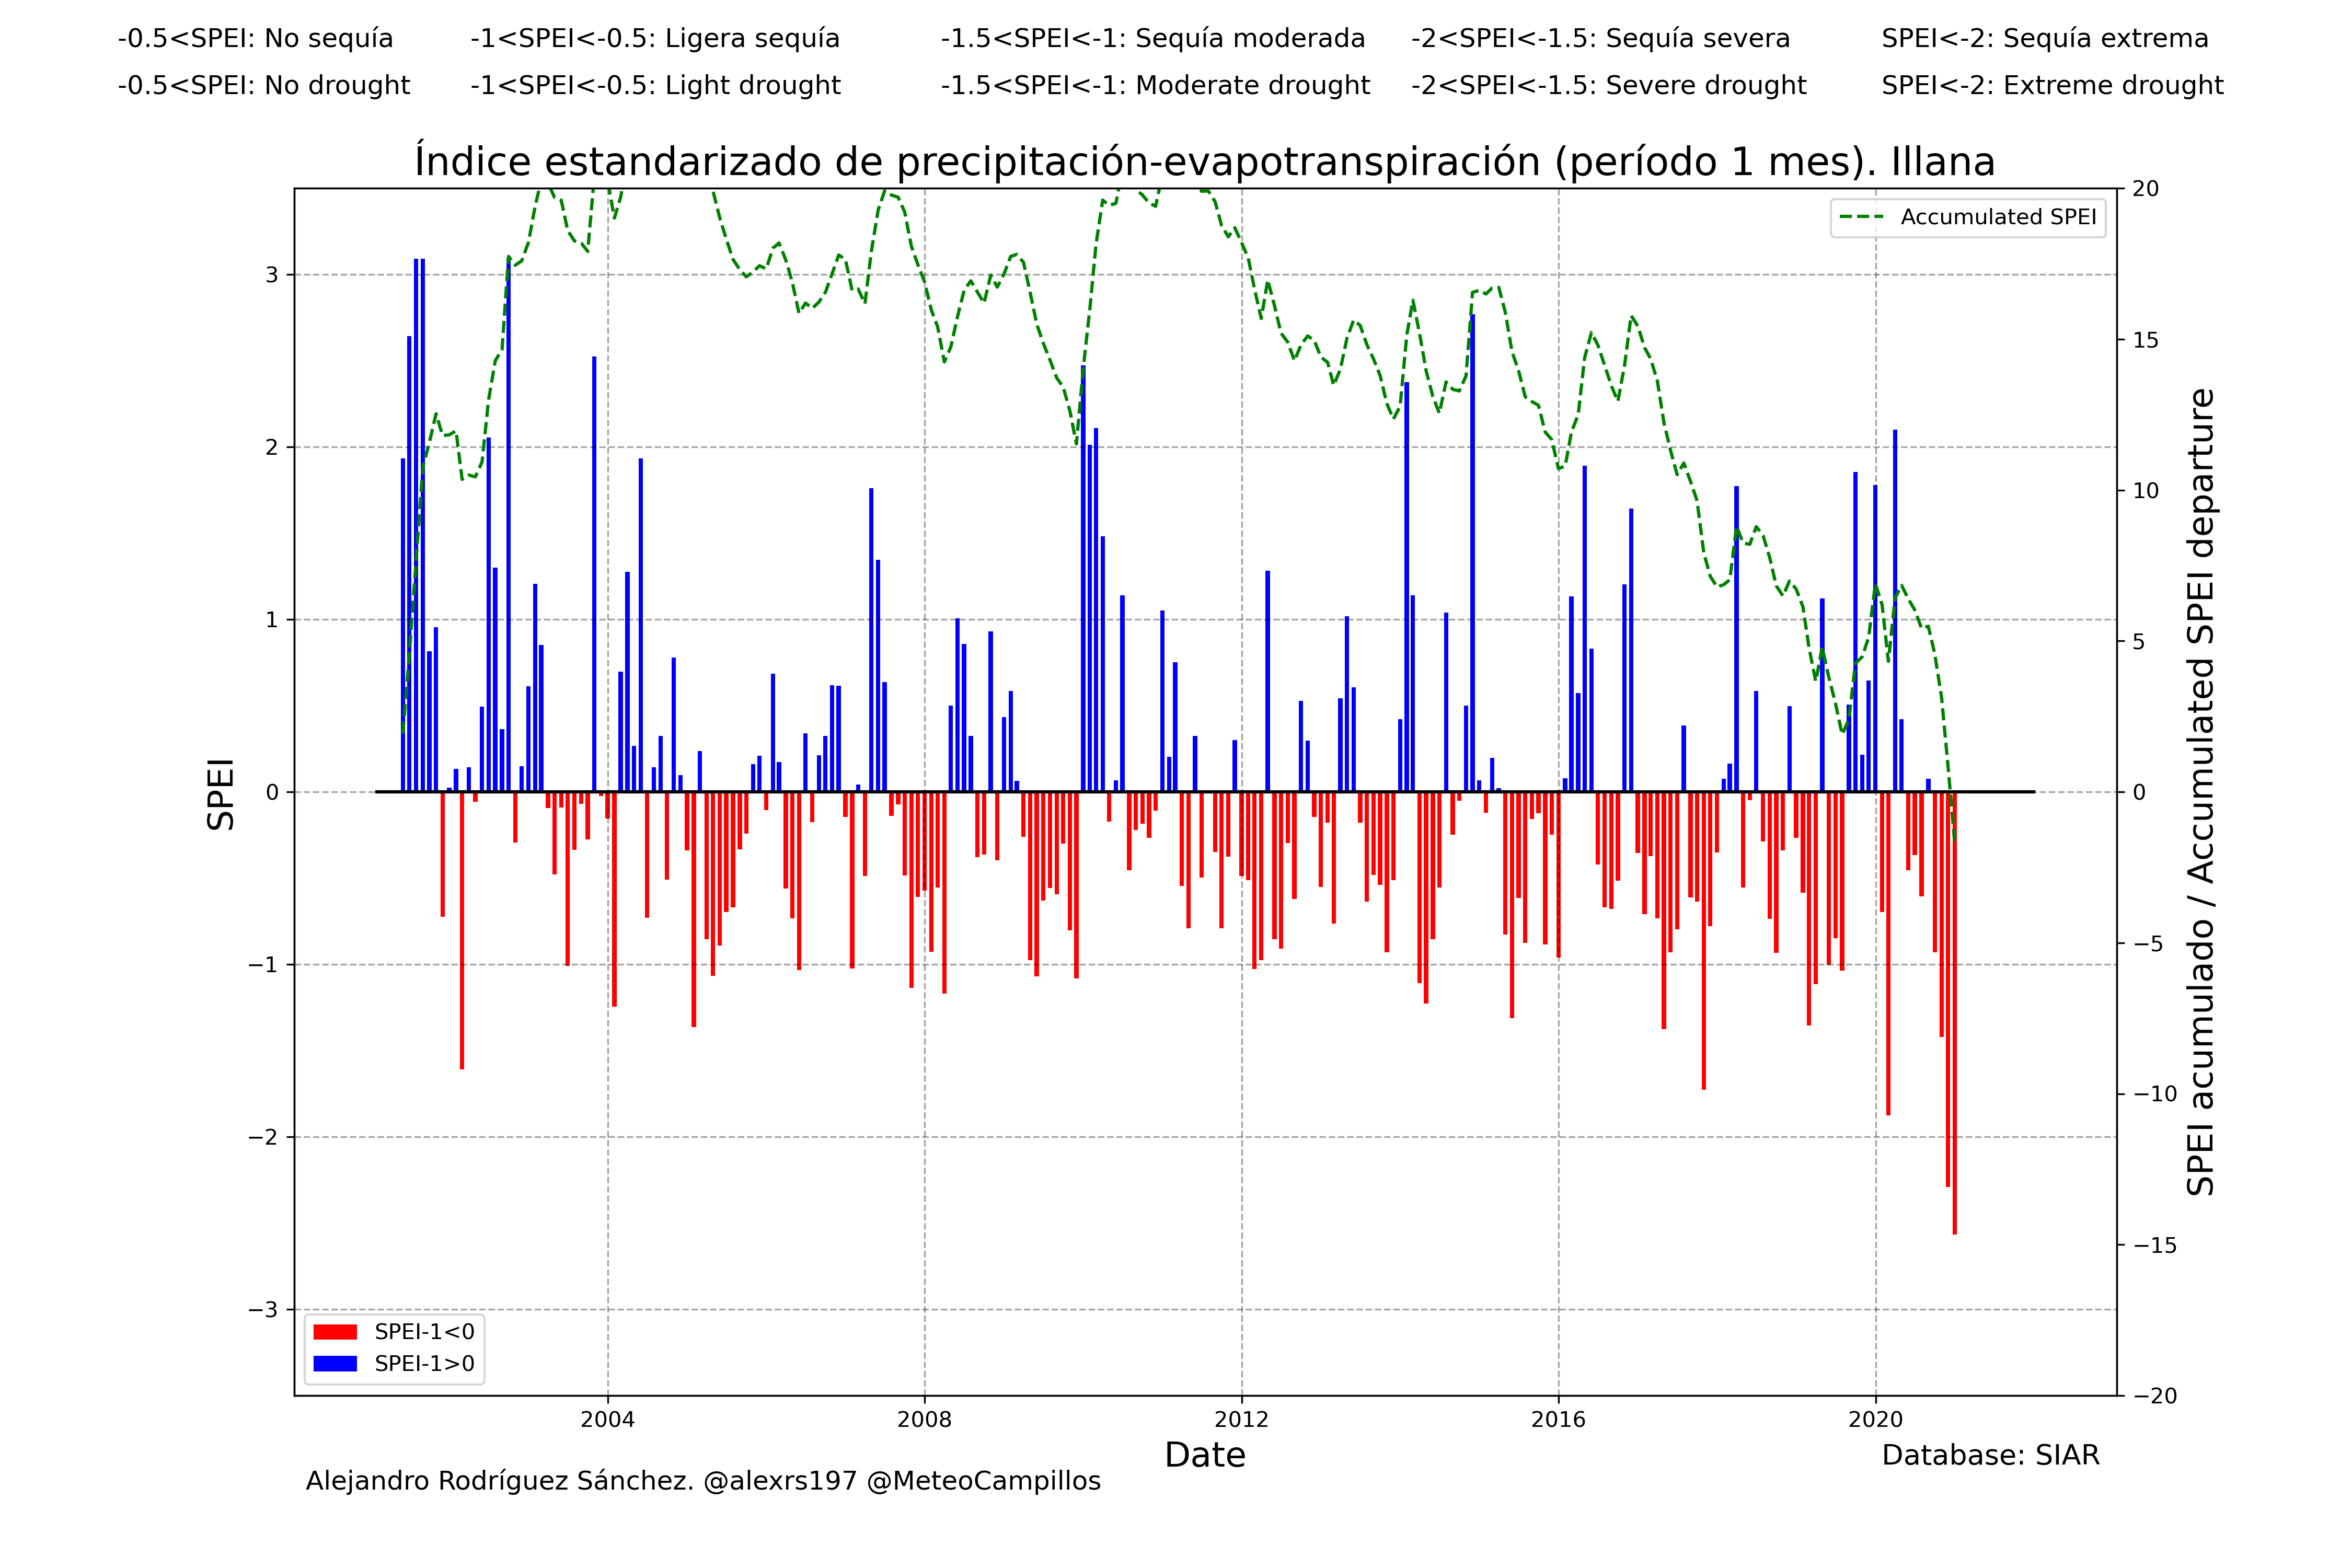 -0.5<SPEI: No sequía
-1<SPEI<-0.5: Ligera sequía
-1.5<SPEI<-1: Sequía moderada
-2<SPEI<-1.5: Sequía severa
SPEI<-2: Sequía extrema
-0.5<SPEI: No drought
-1<SPEI<-0.5: Light drought
-1.5<SPEI<-1: Moderate drought
-2<SPEI<-1.5: Severe drought
SPEI<-2: Extreme drought
Índice estandarizado de precipitación-evapotranspiración (período 1 mes). Illana
SPEI
3
2
1
0
−1
−2
−3
Accumulated SPEI
20
15
10
5
0
−5
−10
−15
−20
SPEI acumulado / Accumulated SPEI departure
SPEI-1<0
SPEI-1>0
2004
2008
2012
2016
2020
Date
Database: SIAR
Alejandro Rodríguez Sánchez. @alexrs197 @MeteoCampillos